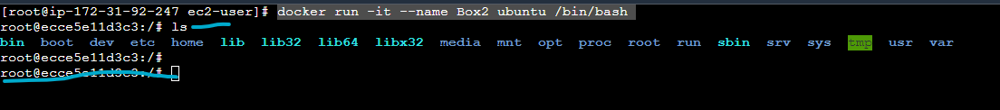 [root@ip-172-31-92-247 ec2-user]# docker run -it --name Box2 ubuntu /bin/bash
root@ecce5e11d3c3:/# ls
bin boot dev etc home lib lib32 lib64 libx32 media mnt opt proc root run sbin srv sys tmp usr var
root@ecce5e11d3c3:/#
root@ecce5e11d3c3:/#